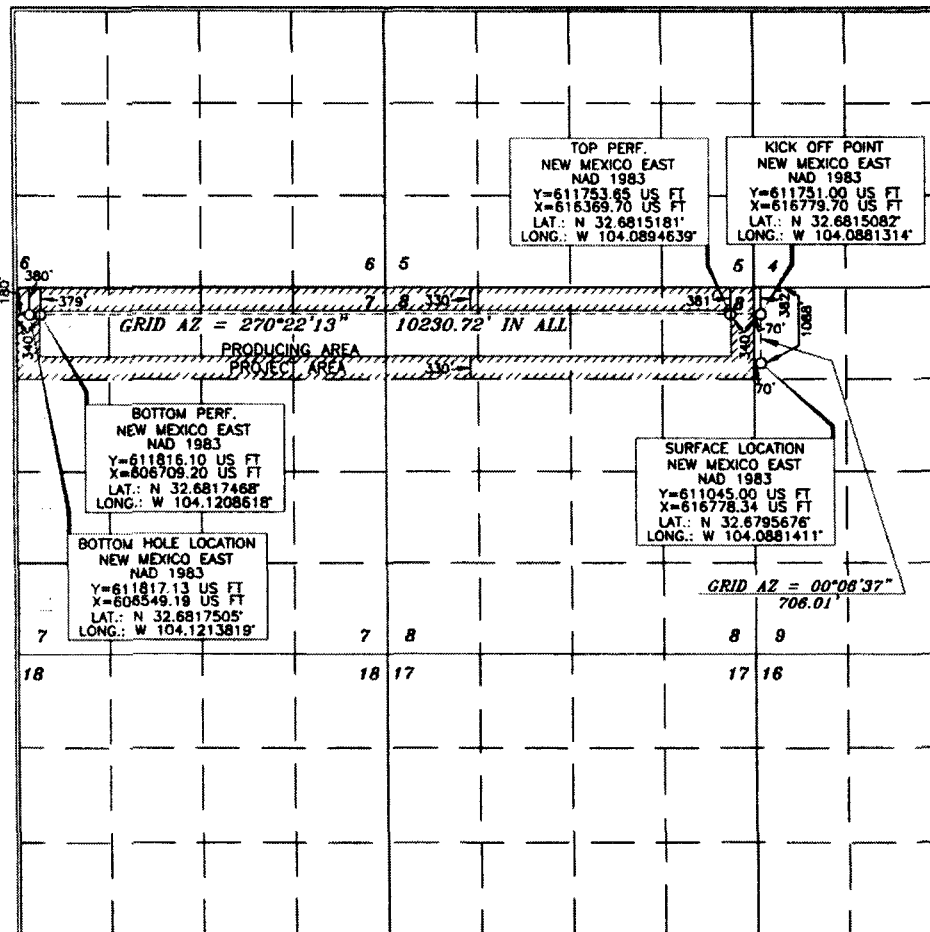 TOP PERF.
NEW MEXICO EAST
NAD 1983
Y=611753.65 US FT
X=616369.70 US FT
LAT.: N 32.6815181°
LONG.: W 104.0894639°
KICK OFF POINT
NEW MEXICO EAST
NAD 1983
Y=611751.00 US FT
X=616779.70 US FT
LAT.: N 32.6815082°
LONG.: W 104.0881314°
6
6 5
5 4
380'
180'
379'
7 8
330'
381'
8
382'
1088'
GRID AZ = 270°22'13" 10230.72' IN ALL
70'
340'
340'
PRODUCING AREA
PROJECT AREA
330'
70'
BOTTOM PERF.
NEW MEXICO EAST
NAD 1983
Y=611816.10 US FT
X=606709.20 US FT
LAT.: N 32.6817468°
LONG.: W 104.1208618°
SURFACE LOCATION
NEW MEXICO EAST
NAD 1983
Y=611045.00 US FT
X=616778.34 US FT
LAT.: N 32.6795676°
LONG.: W 104.0881411°
BOTTOM HOLE LOCATION
NEW MEXICO EAST
NAD 1983
Y=611817.13 US FT
X=606549.19 US FT
LAT.: N 32.6817505°
LONG.: W 104.1213819°
GRID AZ = 00°06'37"
706.01'
7
7 8
8 9
18
18 17
17 16